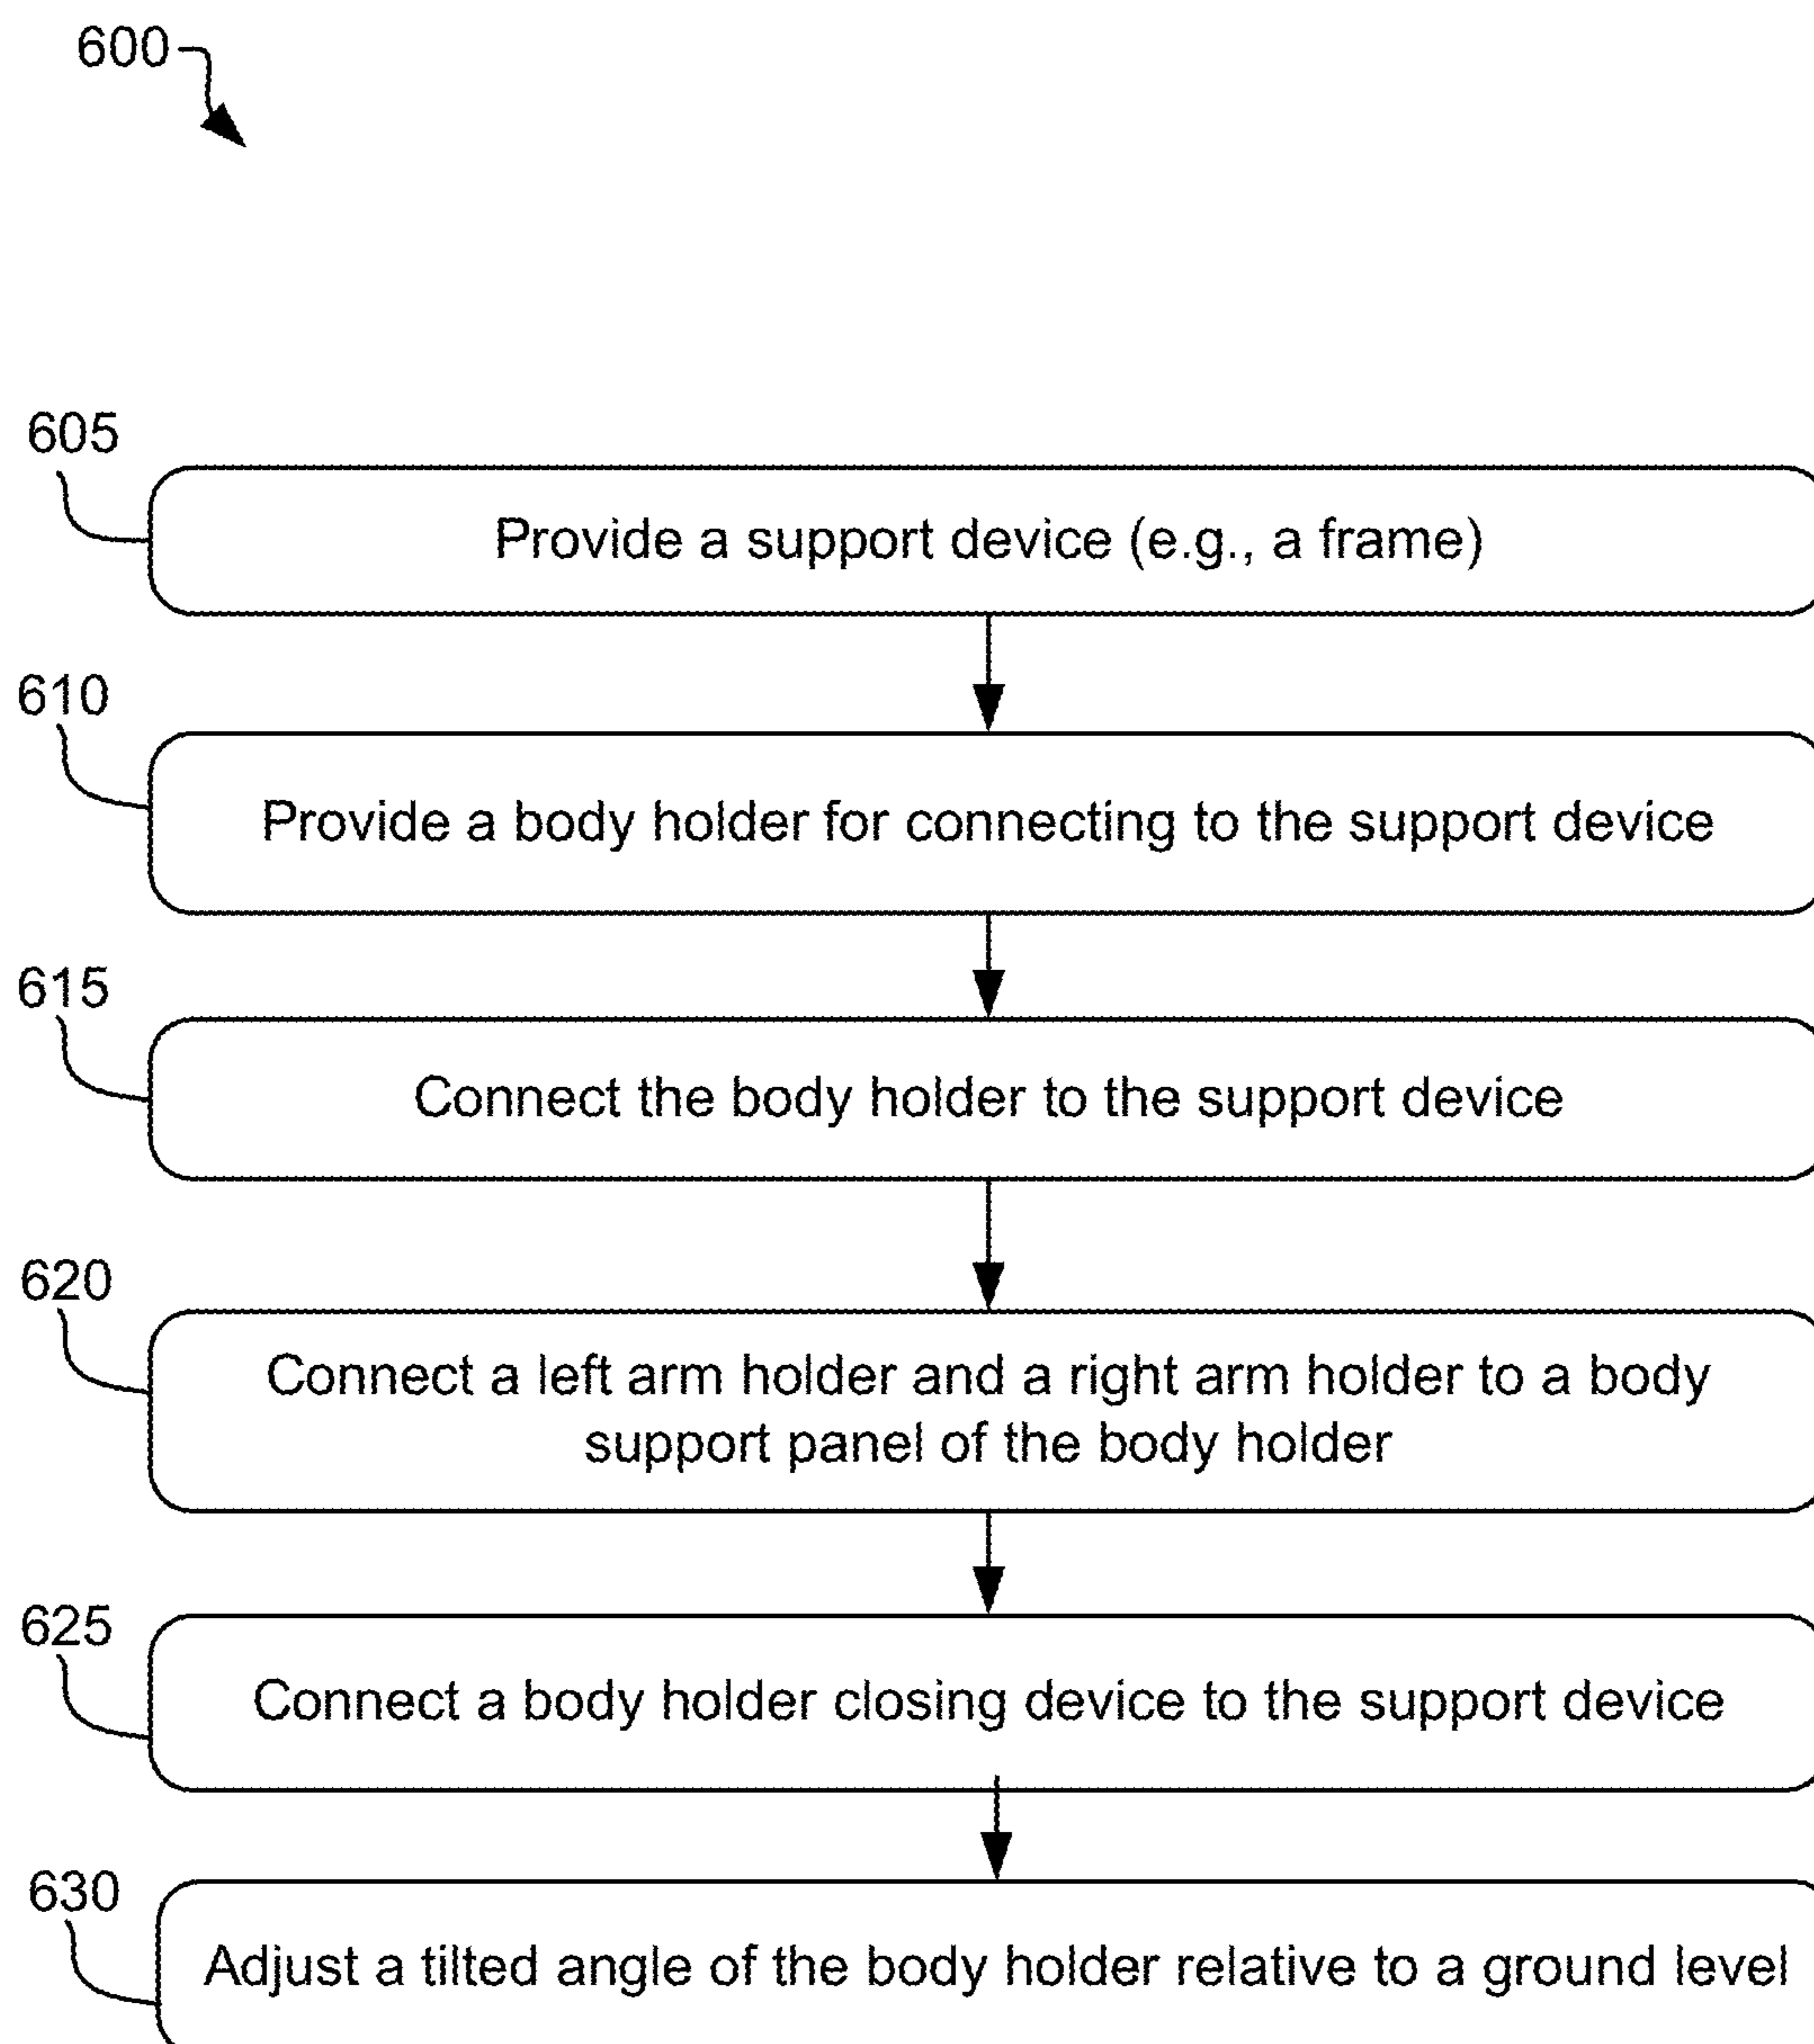 600
605
Provide a support device (e.g., a frame)
610
Provide a body holder for connecting to the support device
615
Connect the body holder to the support device
620
Connect a left arm holder and a right arm holder to a body
support panel of the body holder
625
Connect a body holder closing device to the support device
630
Adjust a tilted angle of the body holder relative to a ground level